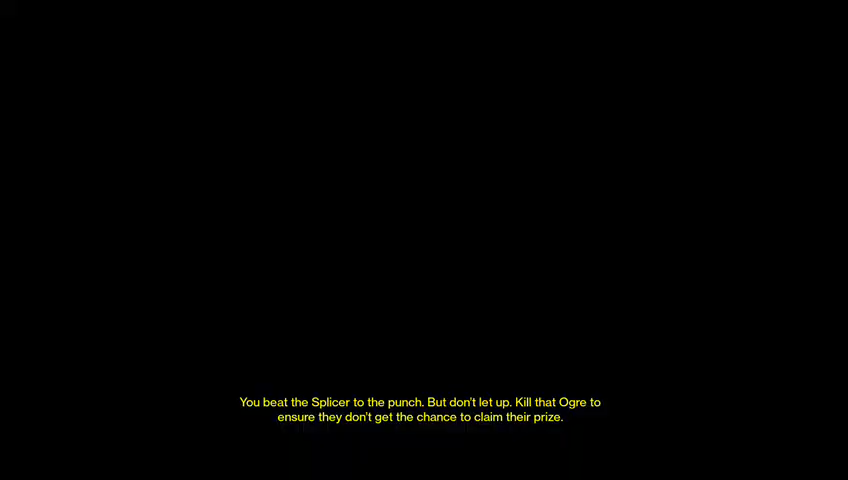 You beat the Splicer to the punch. But don't let up. Kill that Ogre to
ensure they don't get the chance to claim their prize.